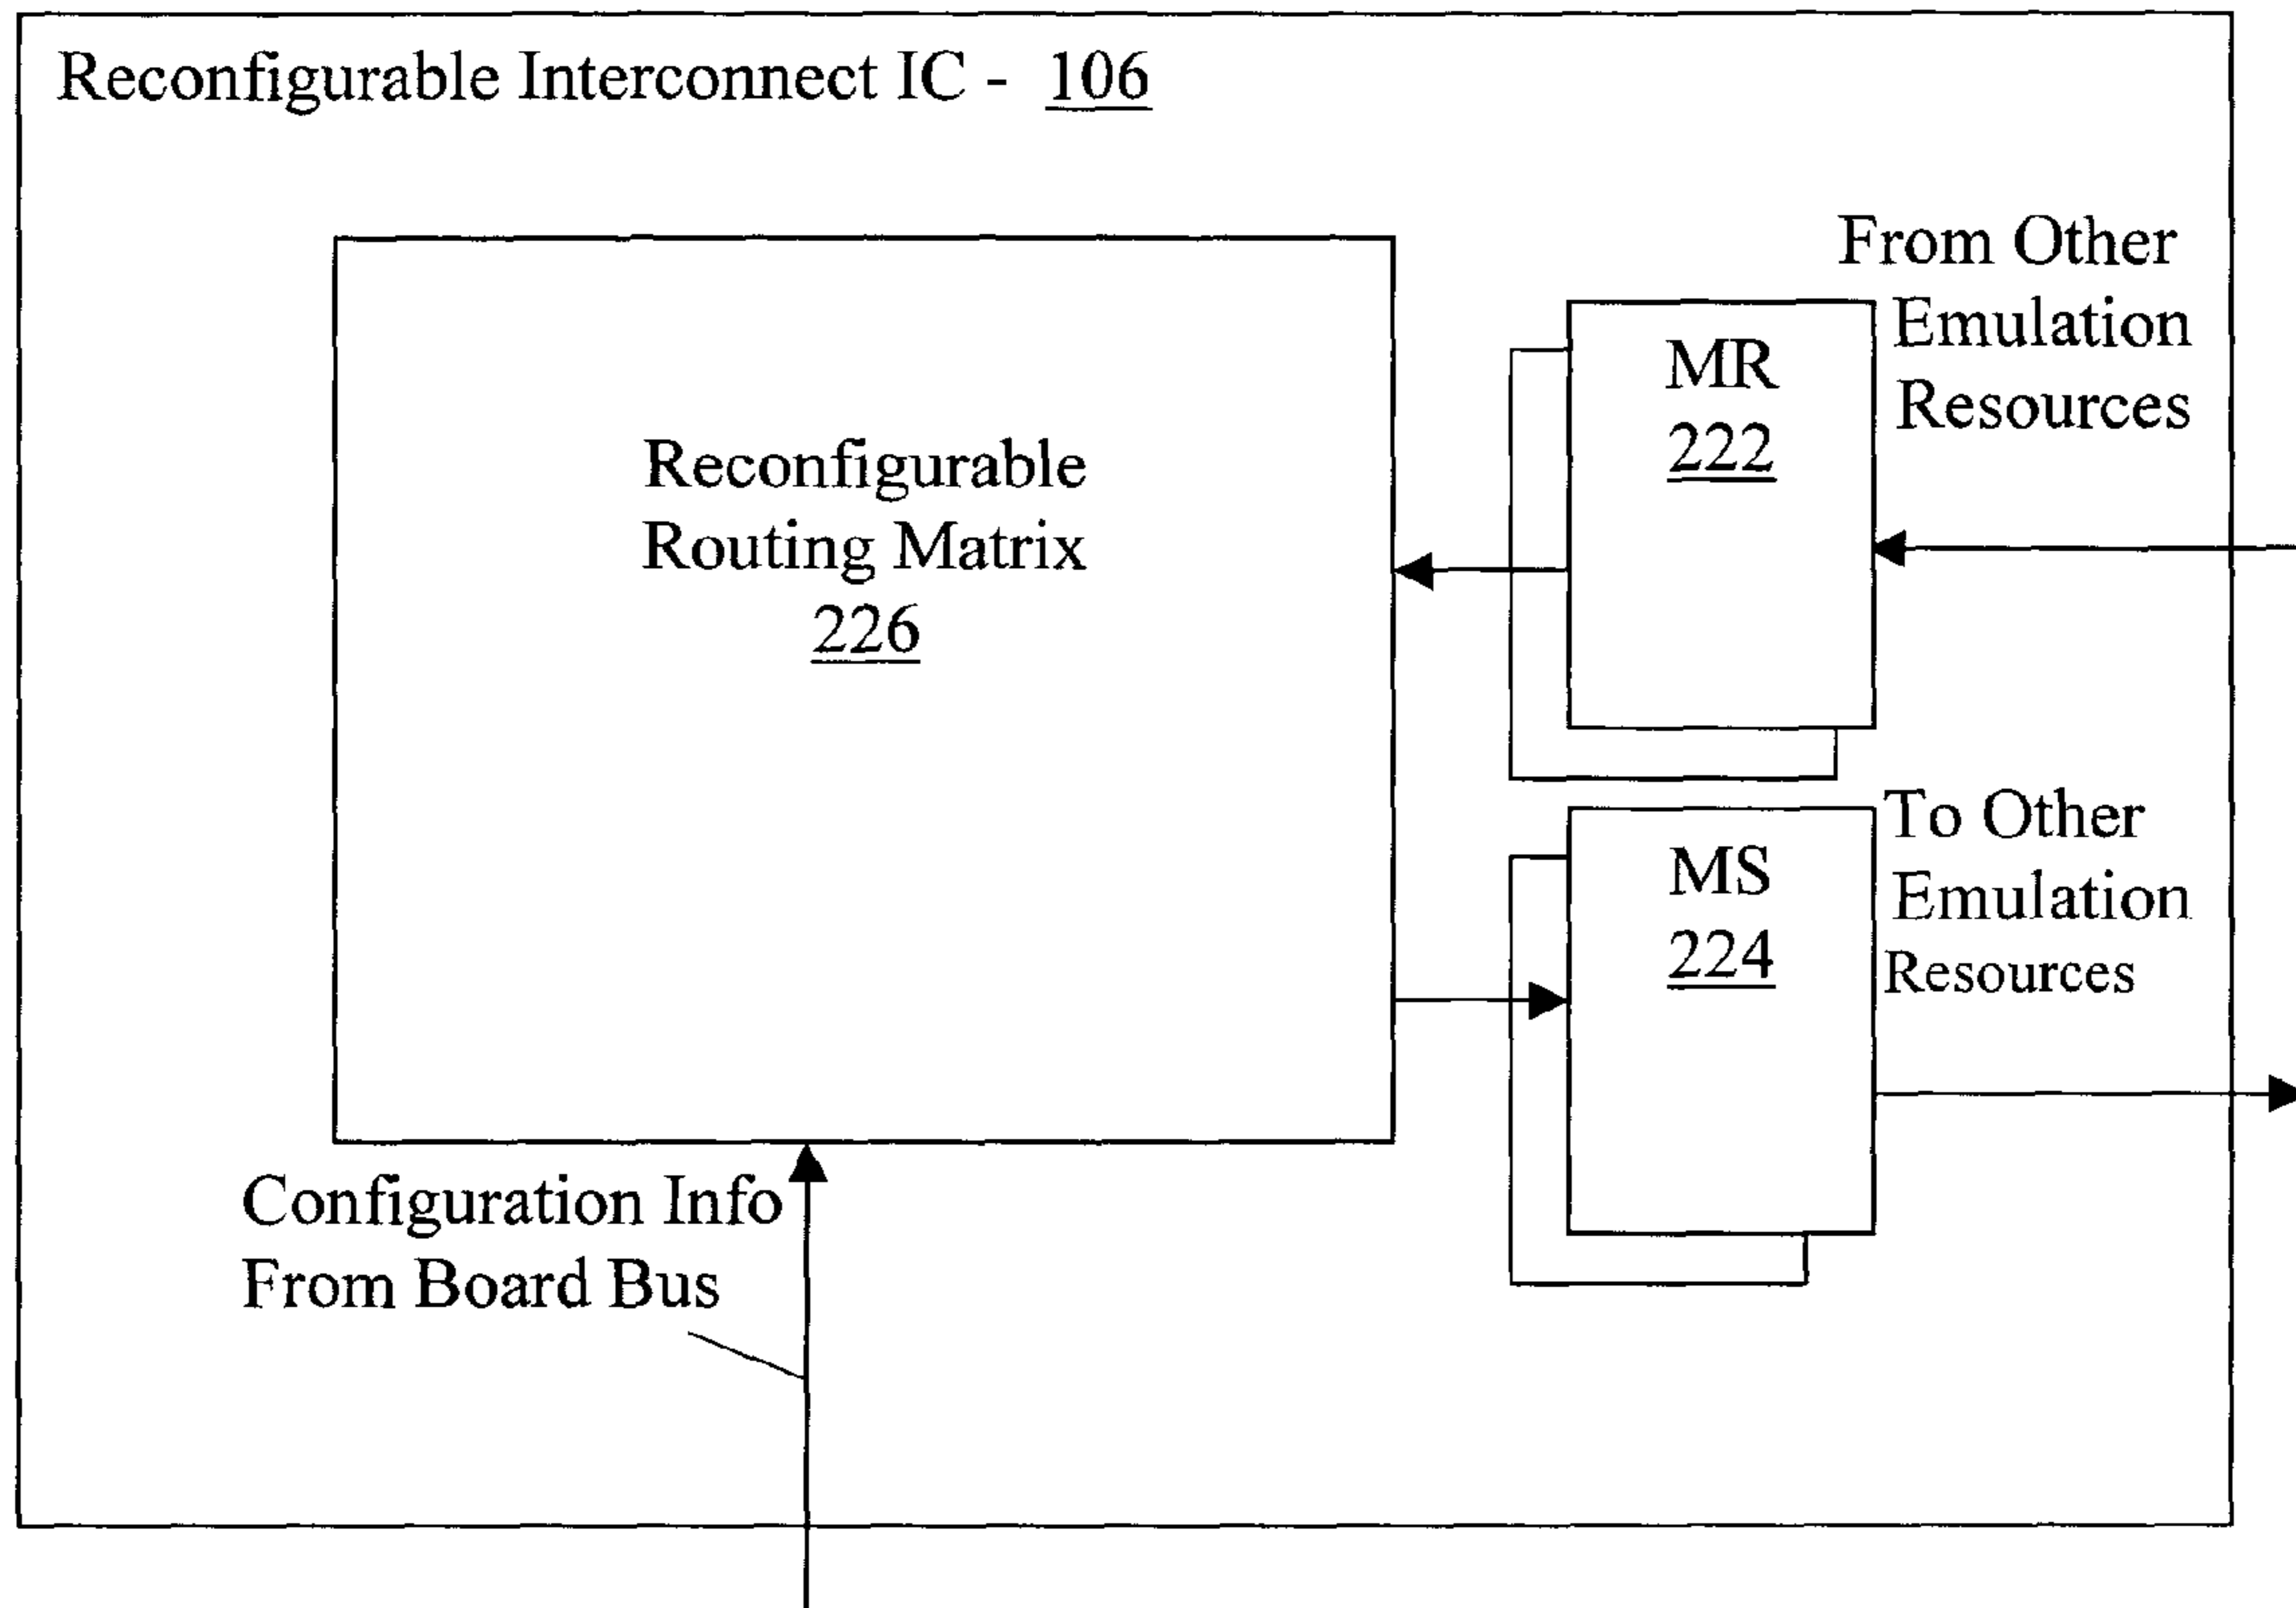 Reconfigurable Interconnect IC - 106
From Other
Emulation
Resources
MR
222
Reconfigurable
Routing Matrix
226
To Other
Emulation
Resources
MS
224
Configuration Info
From Board Bus